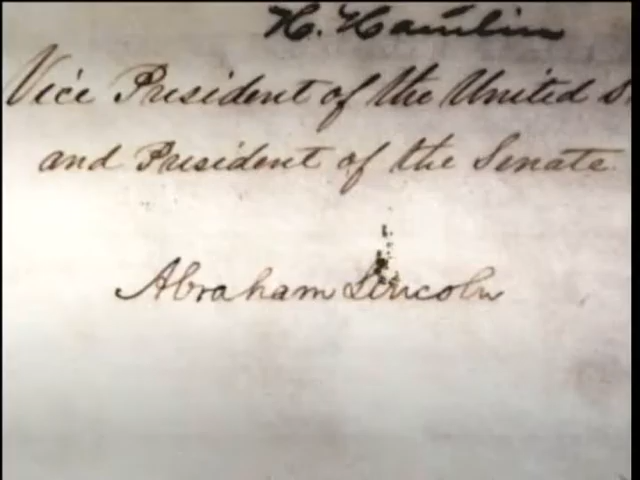 H. Hamlin
Vice President of the United S
and President of the Senate.
Abraham Lincoln